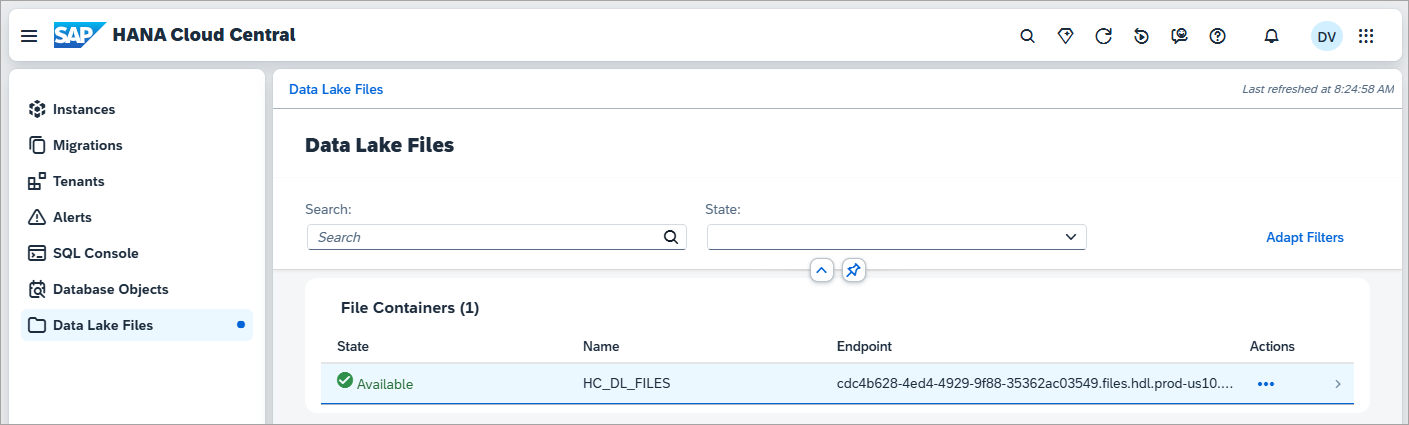 SAP HANA Cloud Central
DV
Instances
Migrations
Tenants
Alerts
SQL Console
Database Objects
Data Lake Files
Data Lake Files
Last refreshed at 8:24:58 AM
Data Lake Files
Search:
State:
Search
Adapt Filters
File Containers (1)
State Name Endpoint Actions
Available HC_DL_FILES cdc4b628-4ed4-4929-9f88-35362ac03549.files.hdl.prod-us10.... •••